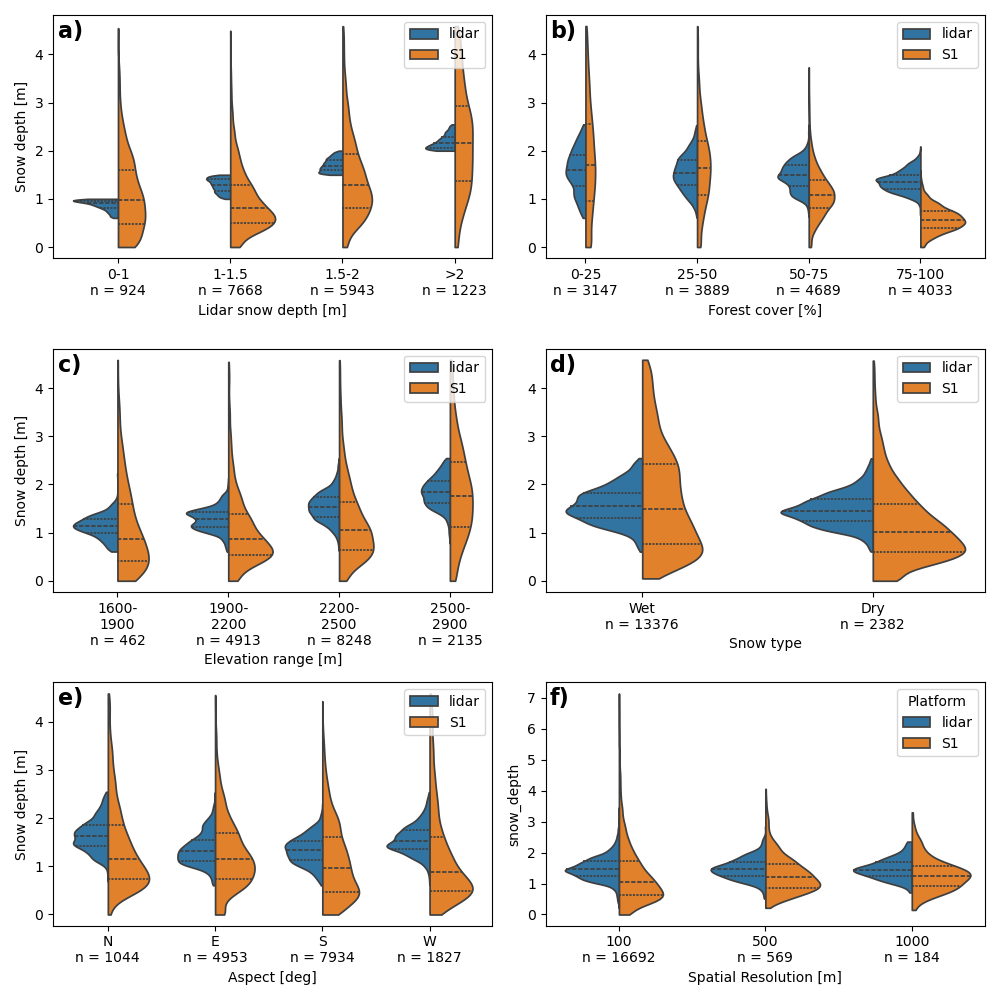 a)
lidar
S1
Snow depth [m]
4
3
2
1
0
0-1
n = 924
1-1.5
n = 7668
1.5-2
n = 5943
>2
n = 1223
Lidar snow depth [m]
b)
lidar
S1
4
3
2
1
0
0-25
n = 3147
25-50
n = 3889
50-75
n = 4689
75-100
n = 4033
Forest cover [%]
c)
lidar
S1
Snow depth [m]
4
3
2
1
0
1600-
1900
n = 462
1900-
2200
n = 4913
2200-
2500
n = 8248
2500-
2900
n = 2135
Elevation range [m]
d)
lidar
S1
4
3
2
1
0
Wet
n = 13376
Dry
n = 2382
Snow type
e)
lidar
S1
Snow depth [m]
4
3
2
1
0
N
n = 1044
E
n = 4953
S
n = 7934
W
n = 1827
Aspect [deg]
f)
Platform
lidar
S1
snow_depth
7
6
5
4
3
2
1
0
100
n = 16692
500
n = 569
1000
n = 184
Spatial Resolution [m]